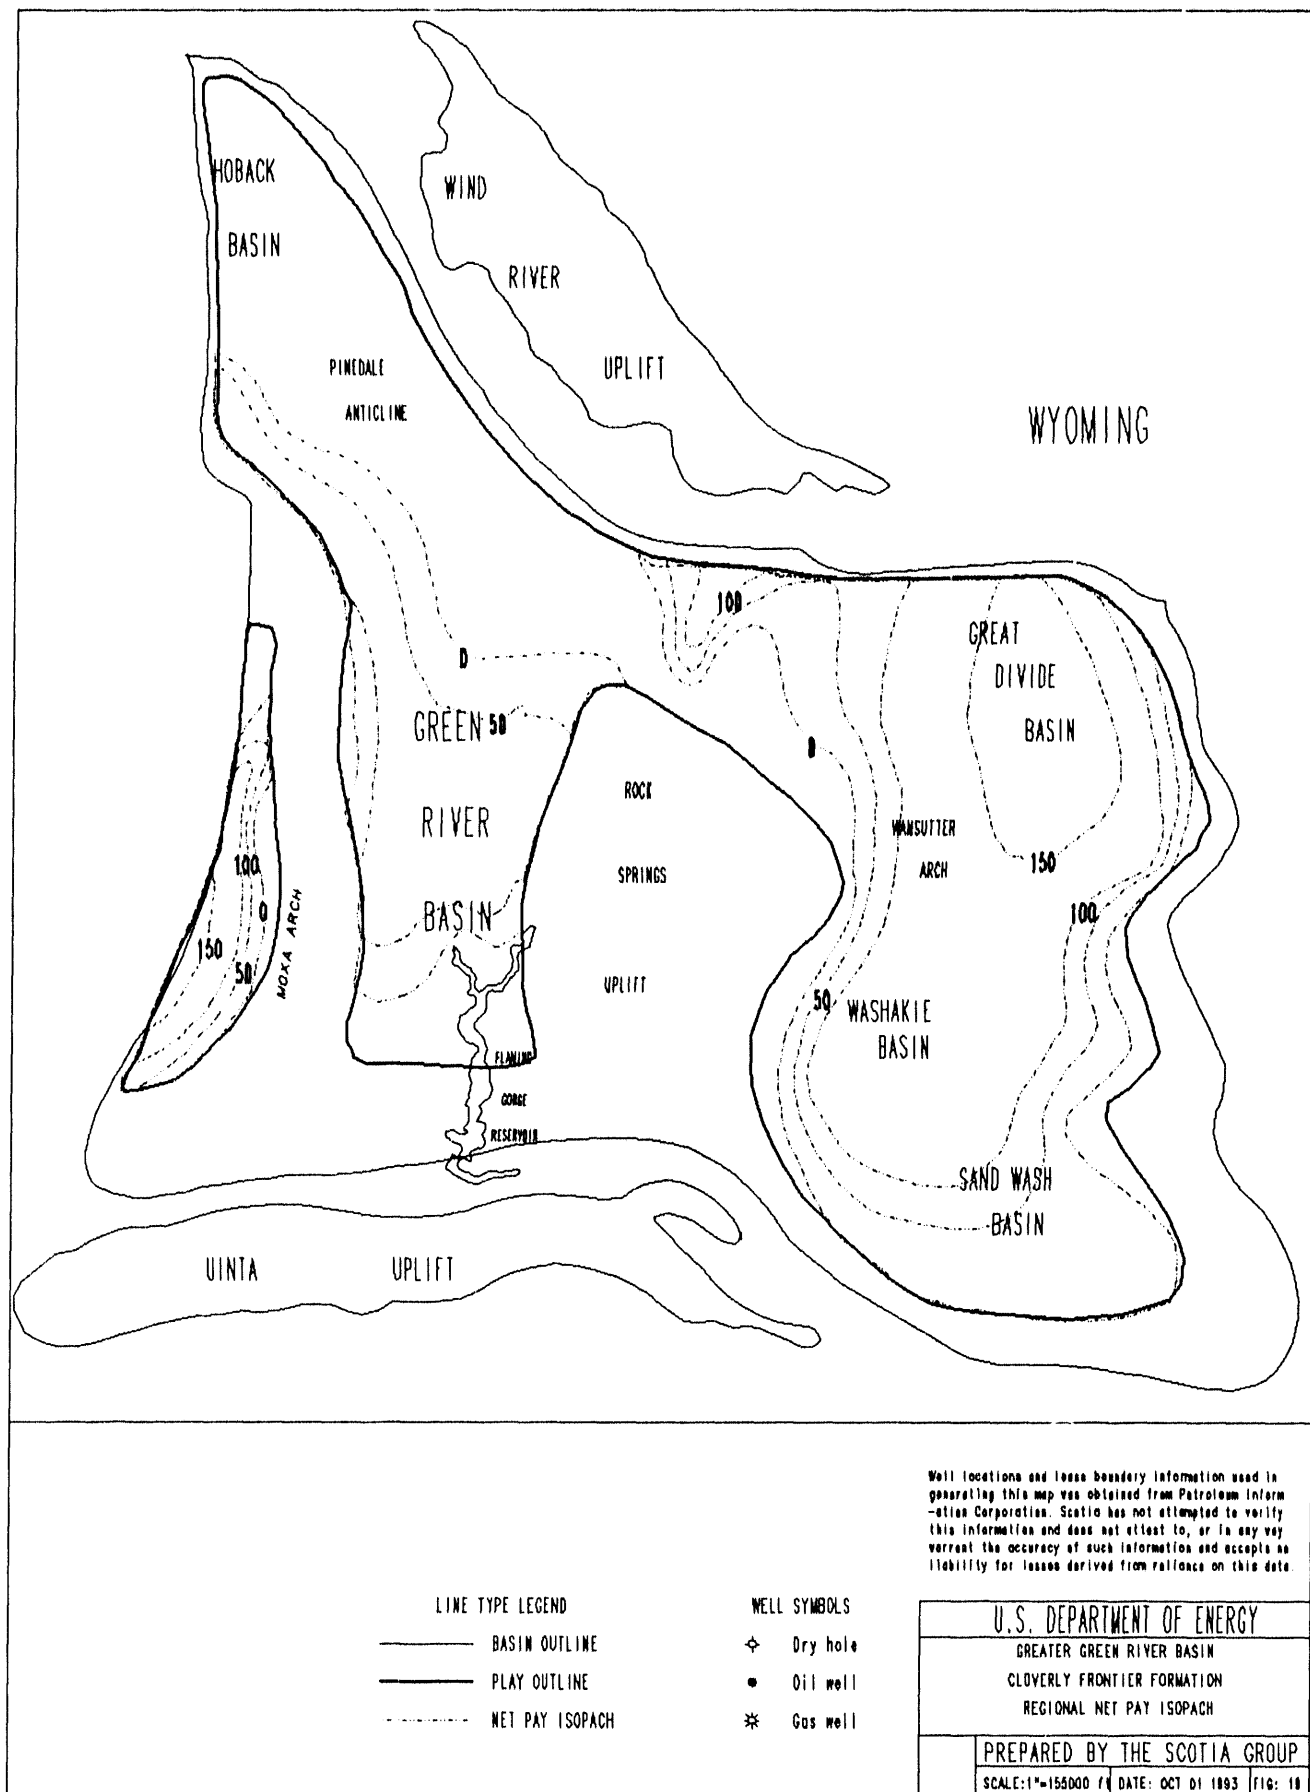 HOBACK
BASIN
WIND
RIVER
UPLIFT
PINEDALE
ANTICLINE
WYOMING
100
GREAT
DIVIDE
BASIN
GREEN
50
RIVER
BASIN
ROCK
SPRINGS
UPLIFT
WAMSUTTER
ARCH
150
100
100
0
150
50
MOXA ARCH
50
WASHAKIE
BASIN
FLAMING
GORGE
RESERVOIR
SAND WASH
BASIN
UINTA
UPLIFT
Well locations and lease boundary information used in
generating this map was obtained from Petroleum Inform
-ation Corporation. Scotia has not attempted to verify
this information and does not attest to, or in any way
warrant the accuracy of such information and accepts no
liability for losses derived from reliance on this data.
LINE TYPE LEGEND
BASIN OUTLINE
PLAY OUTLINE
NET PAY ISOPACH
WELL SYMBOLS
Dry hole
Oil well
Gas well
U.S. DEPARTMENT OF ENERGY
GREATER GREEN RIVER BASIN
CLOVERLY FRONTIER FORMATION
REGIONAL NET PAY ISOPACH
PREPARED BY THE SCOTIA GROUP
SCALE:1"=155000 DATE: OCT 01 1993 FIG: 18